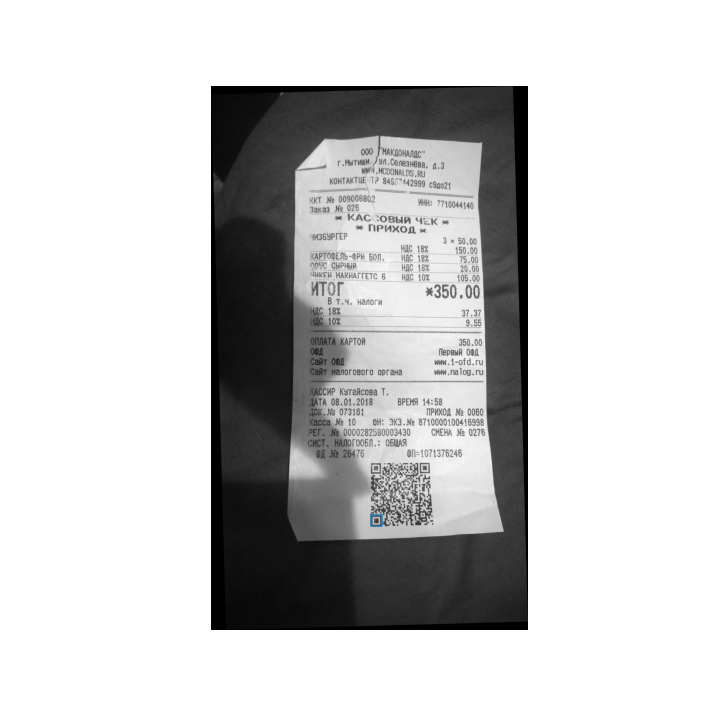 ООО "МАКДОНАЛДС"
г.Мытищи, ул.Селезнёва, д.3
WWW.MCDONALDS.RU
КОНТАКТЦЕНТР 2999 с9до21
ККТ № 009006802 ИНН: 7710044140
Заказ № 026
* КАССОВЫЙ ЧЕК *
* ПРИХОД *
ЧИЗБУРГЕР 3 * 50.00
НДС 18% 150.00
КАРТОФЕЛЬ-ФРИ БОЛ. НДС 18% 75.00
СОУС СЫРНЫЙ НДС 18% 20.00
ЧИКЕН МАКНАГГЕТС 6 НДС 10% 105.00
ИТОГ *350.00
В т.ч. налоги
НДС 18% 37.37
НДС 10% 9.55
ОПЛАТА КАРТОЙ 350.00
ОФД Первый ОФД
Сайт ОФД www.1-ofd.ru
Сайт налогового органа www.nalog.ru
КАССИР Кутайсова Т.
ДАТА 08.01.2018 ВРЕМЯ 14:58
ДОК.№ 073161 ПРИХОД № 0060
Касса № 10 ФН: ЭКЗ.№ 8710000100416998
РЕГ. № 0000282580003430 СМЕНА № 0276
СИСТ. НАЛОГООБЛ.: ОБЩАЯ
ФД № 26476 ФП=1071376246